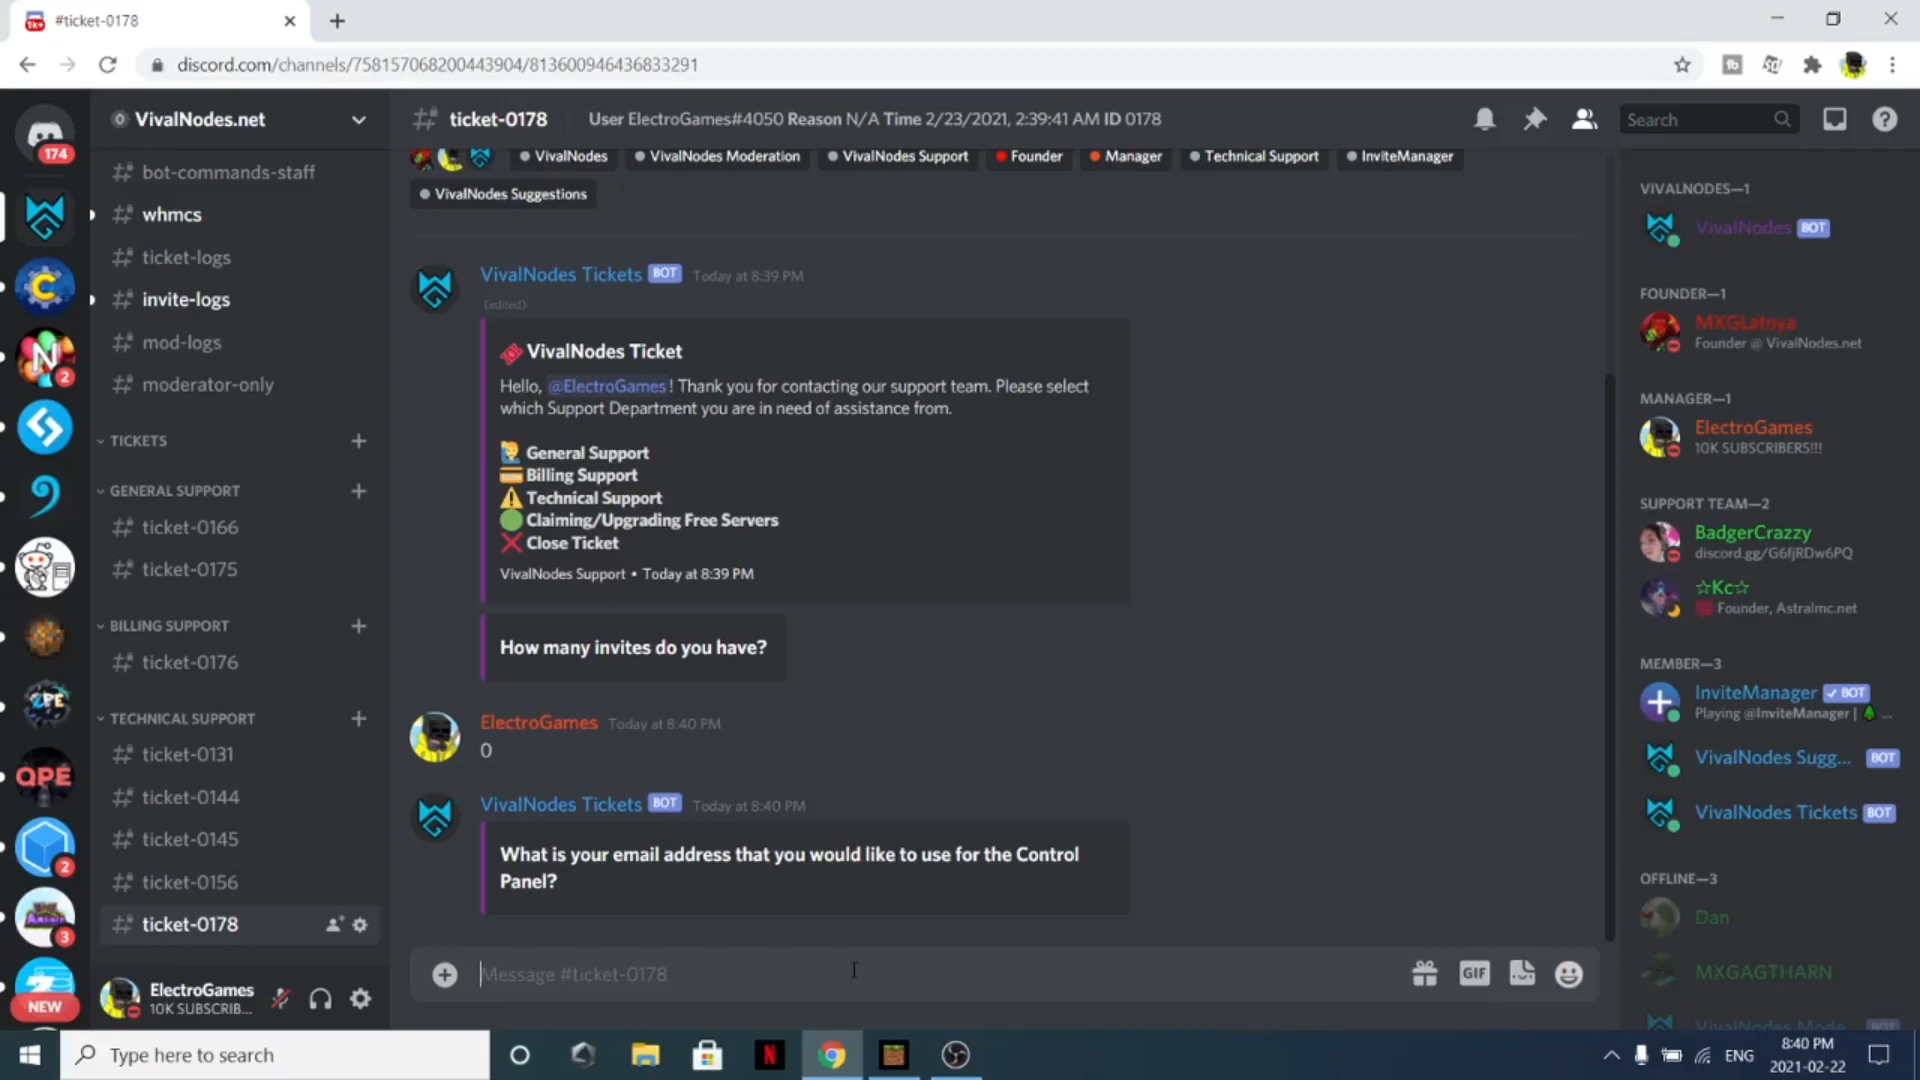 #ticket-0178
discord.com/channels/758157068200443904/813600946436833291
174
VivalNodes.net
bot-commands-staff
whmcs
ticket-logs
invite-logs
mod-logs
moderator-only
TICKETS
GENERAL SUPPORT
ticket-0166
ticket-0175
BILLING SUPPORT
ticket-0176
TECHNICAL SUPPORT
ticket-0131
ticket-0144
ticket-0145
ticket-0156
ticket-0178
ElectroGames
10K SUBSCRIB...
2
QPE
2
3
NEW
ticket-0178
User ElectroGames#4050 Reason N/A Time 2/23/2021, 2:39:41 AM ID 0178
Search
VivalNodes VivalNodes Moderation VivalNodes Support Founder Manager Technical Support InviteManager
VivalNodes Suggestions
VivalNodes Tickets BOT Today at 8:39 PM
(edited)
VivalNodes Ticket
Hello, @ElectroGames! Thank you for contacting our support team. Please select
which Support Department you are in need of assistance from.
General Support
Billing Support
Technical Support
Claiming/Upgrading Free Servers
Close Ticket
VivalNodes Support • Today at 8:39 PM
How many invites do you have?
ElectroGames Today at 8:40 PM
0
VivalNodes Tickets BOT Today at 8:40 PM
What is your email address that you would like to use for the Control
Panel?
Message #ticket-0178
GIF
VIVALNODES—1
VivalNodes BOT
FOUNDER—1
MXGLatoya
Founder @ VivalNodes.net
MANAGER—1
ElectroGames
10K SUBSCRIBERS!!!
SUPPORT TEAM—2
BadgerCrazzy
discord.gg/G6fjRDw6PQ
☆Kc☆
Founder, Astralmc.net
MEMBER—3
InviteManager ✓ BOT
Playing @InviteManager | ...
VivalNodes Sugg... BOT
VivalNodes Tickets BOT
OFFLINE—3
Dan
MXGAGTHARN
VivalNodes Mode... BOT
Type here to search
ENG
8:40 PM
2021-02-22